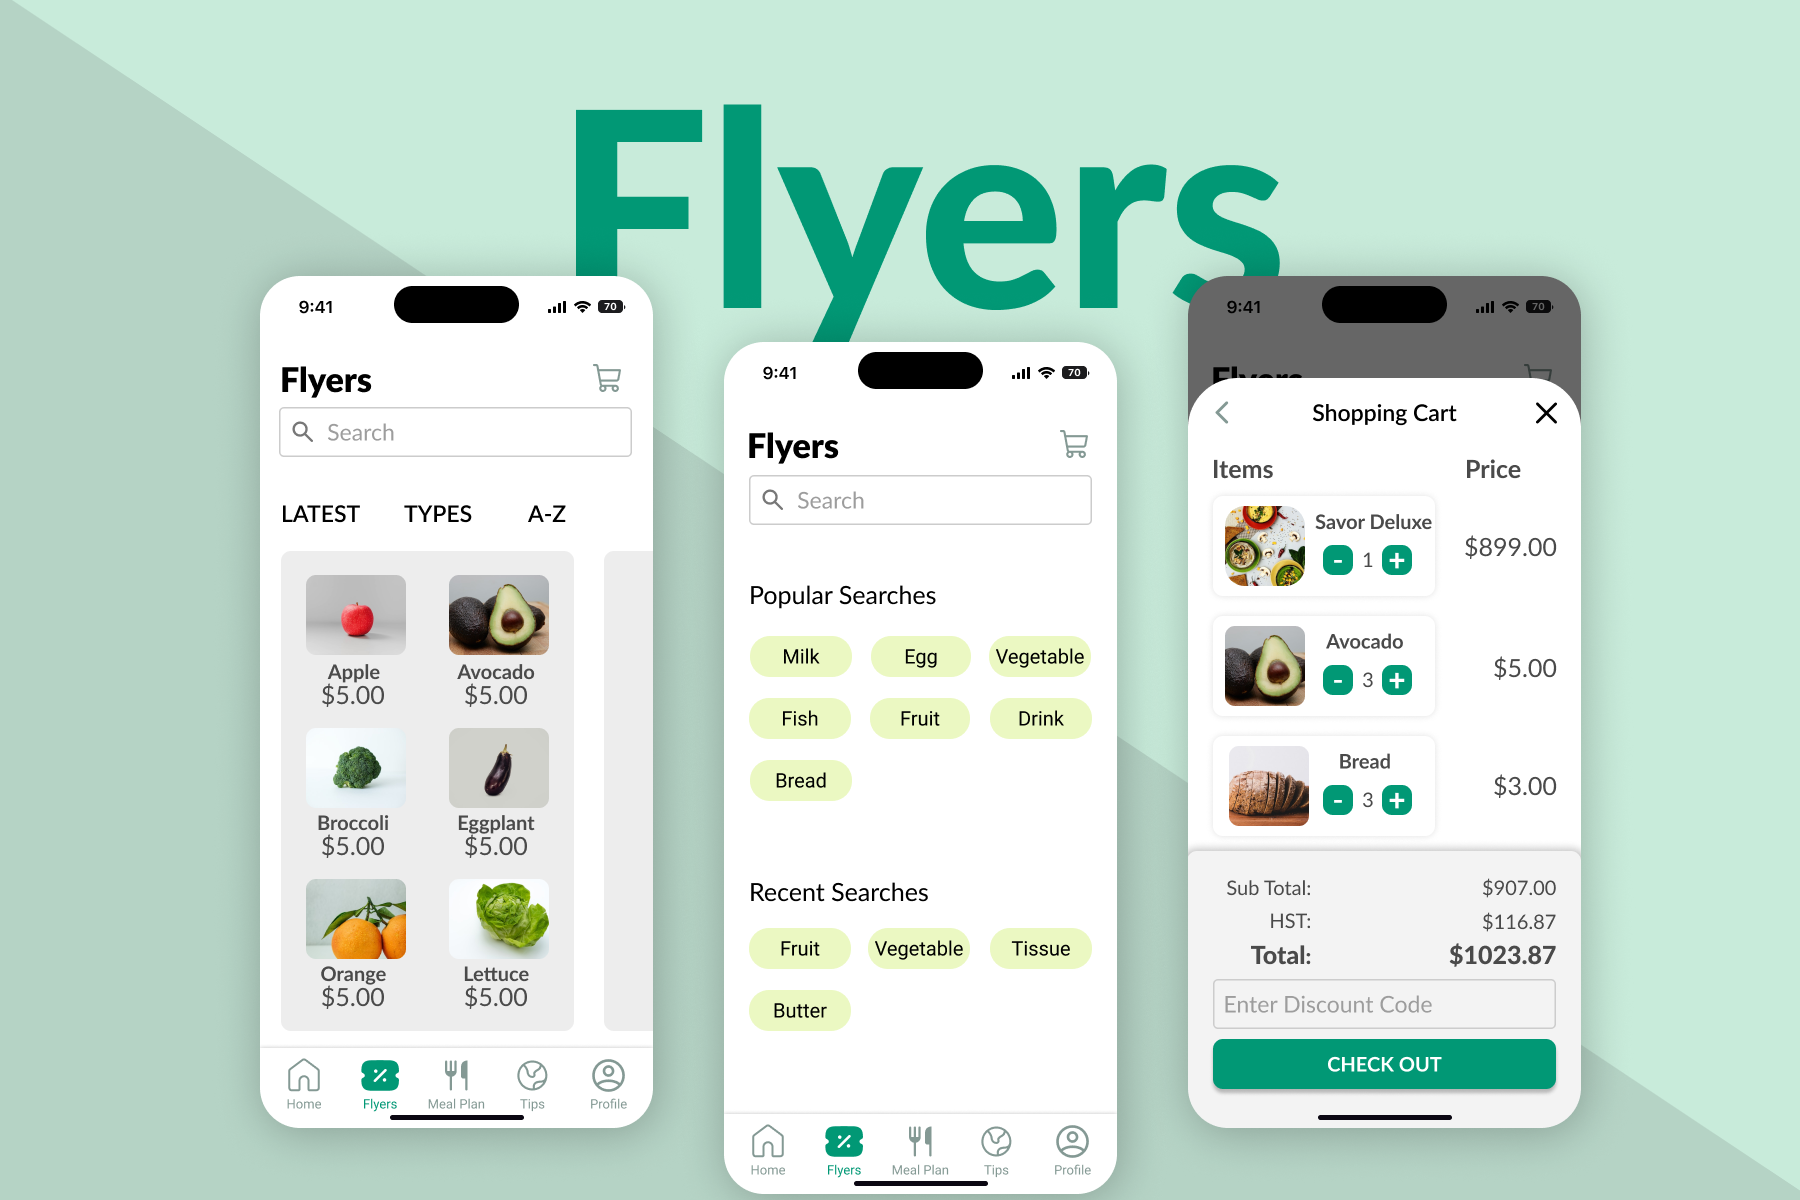 Flyers
9:41
70
Flyers
Search
LATEST TYPES A-Z
Apple Avocado
$5.00 $5.00
Broccoli Eggplant
$5.00 $5.00
Orange Lettuce
$5.00 $5.00
Home Flyers Meal Plan Tips Profile
9:41
70
Flyers
Search
Popular Searches
Milk Egg Vegetable
Fish Fruit Drink
Bread
Recent Searches
Fruit Vegetable Tissue
Butter
Home Flyers Meal Plan Tips Profile
9:41
70
Flyers
Shopping Cart
Items Price
Savor Deluxe
- 1 + $899.00
Avocado
- 3 + $5.00
Bread
- 3 + $3.00
Sub Total: $907.00
HST: $116.87
Total: $1023.87
Enter Discount Code
CHECK OUT